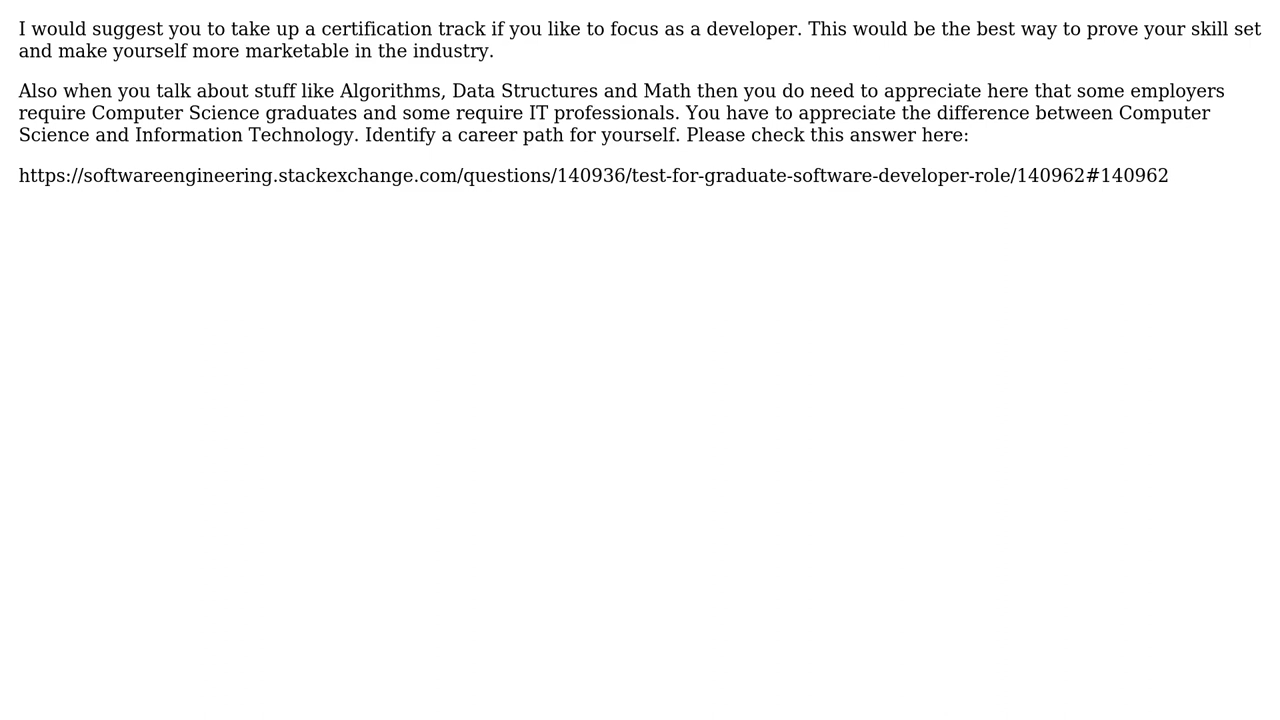 I would suggest you to take up a certification track if you like to focus as a developer. This would be the best way to prove your skill set
and make yourself more marketable in the industry.
Also when you talk about stuff like Algorithms, Data Structures and Math then you do need to appreciate here that some employers
require Computer Science graduates and some require IT professionals. You have to appreciate the difference between Computer
Science and Information Technology. Identify a career path for yourself. Please check this answer here:
https://softwareengineering.stackexchange.com/questions/140936/test-for-graduate-software-developer-role/140962#140962